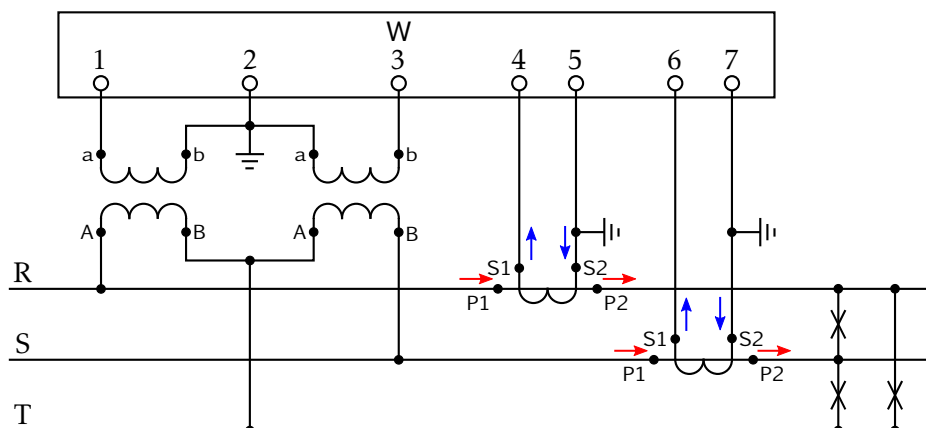 W
1 2 3 4 5 6 7
a b a b
A B A B
S1 S2
R
P1 P2
S1 S2
S
P1 P2
T